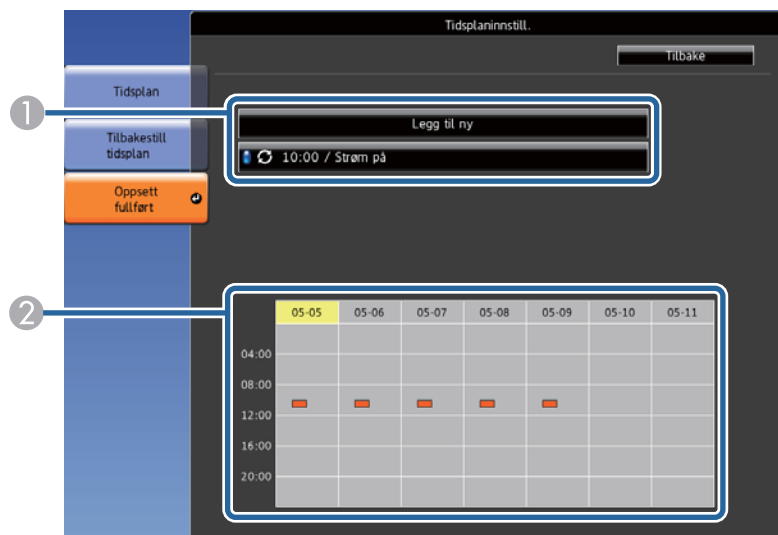 Tidsplaninnstill.
Tilbake
Tidsplan
1
Legg til ny
Tilbakestill
tidsplan
10:00 / Strøm på
Oppsett
fullført
2
05-05 05-06 05-07 05-08 05-09 05-10 05-11
04:00
08:00
12:00
16:00
20:00